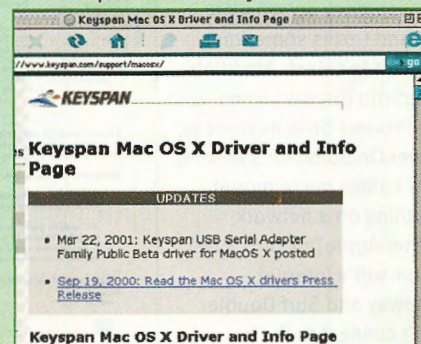 Keyspan Mac OS X Driver and Info Page
//www.keyspan.com/support/macosx/
go
KEYSPAN
es Keyspan Mac OS X Driver and Info
Page
UPDATES
• Mar 22, 2001: Keyspan USB Serial Adapter
Family Public Beta driver for MacOS X posted
• Sep 19, 2000: Read the Mac OS X drivers Press
Release
Keyspan Mac OS X Driver and Info Page